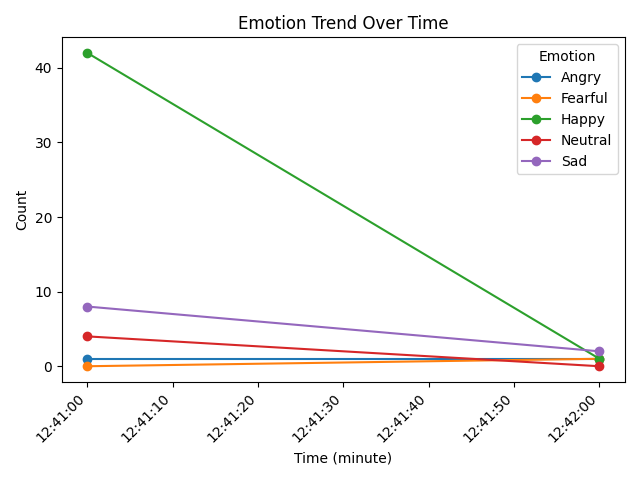 Emotion Trend Over Time
Emotion
Angry
Fearful
Happy
Neutral
Sad
Count
40
30
20
10
0
12:41:00
12:41:10
12:41:20
12:41:30
12:41:40
12:41:50
12:42:00
Time (minute)